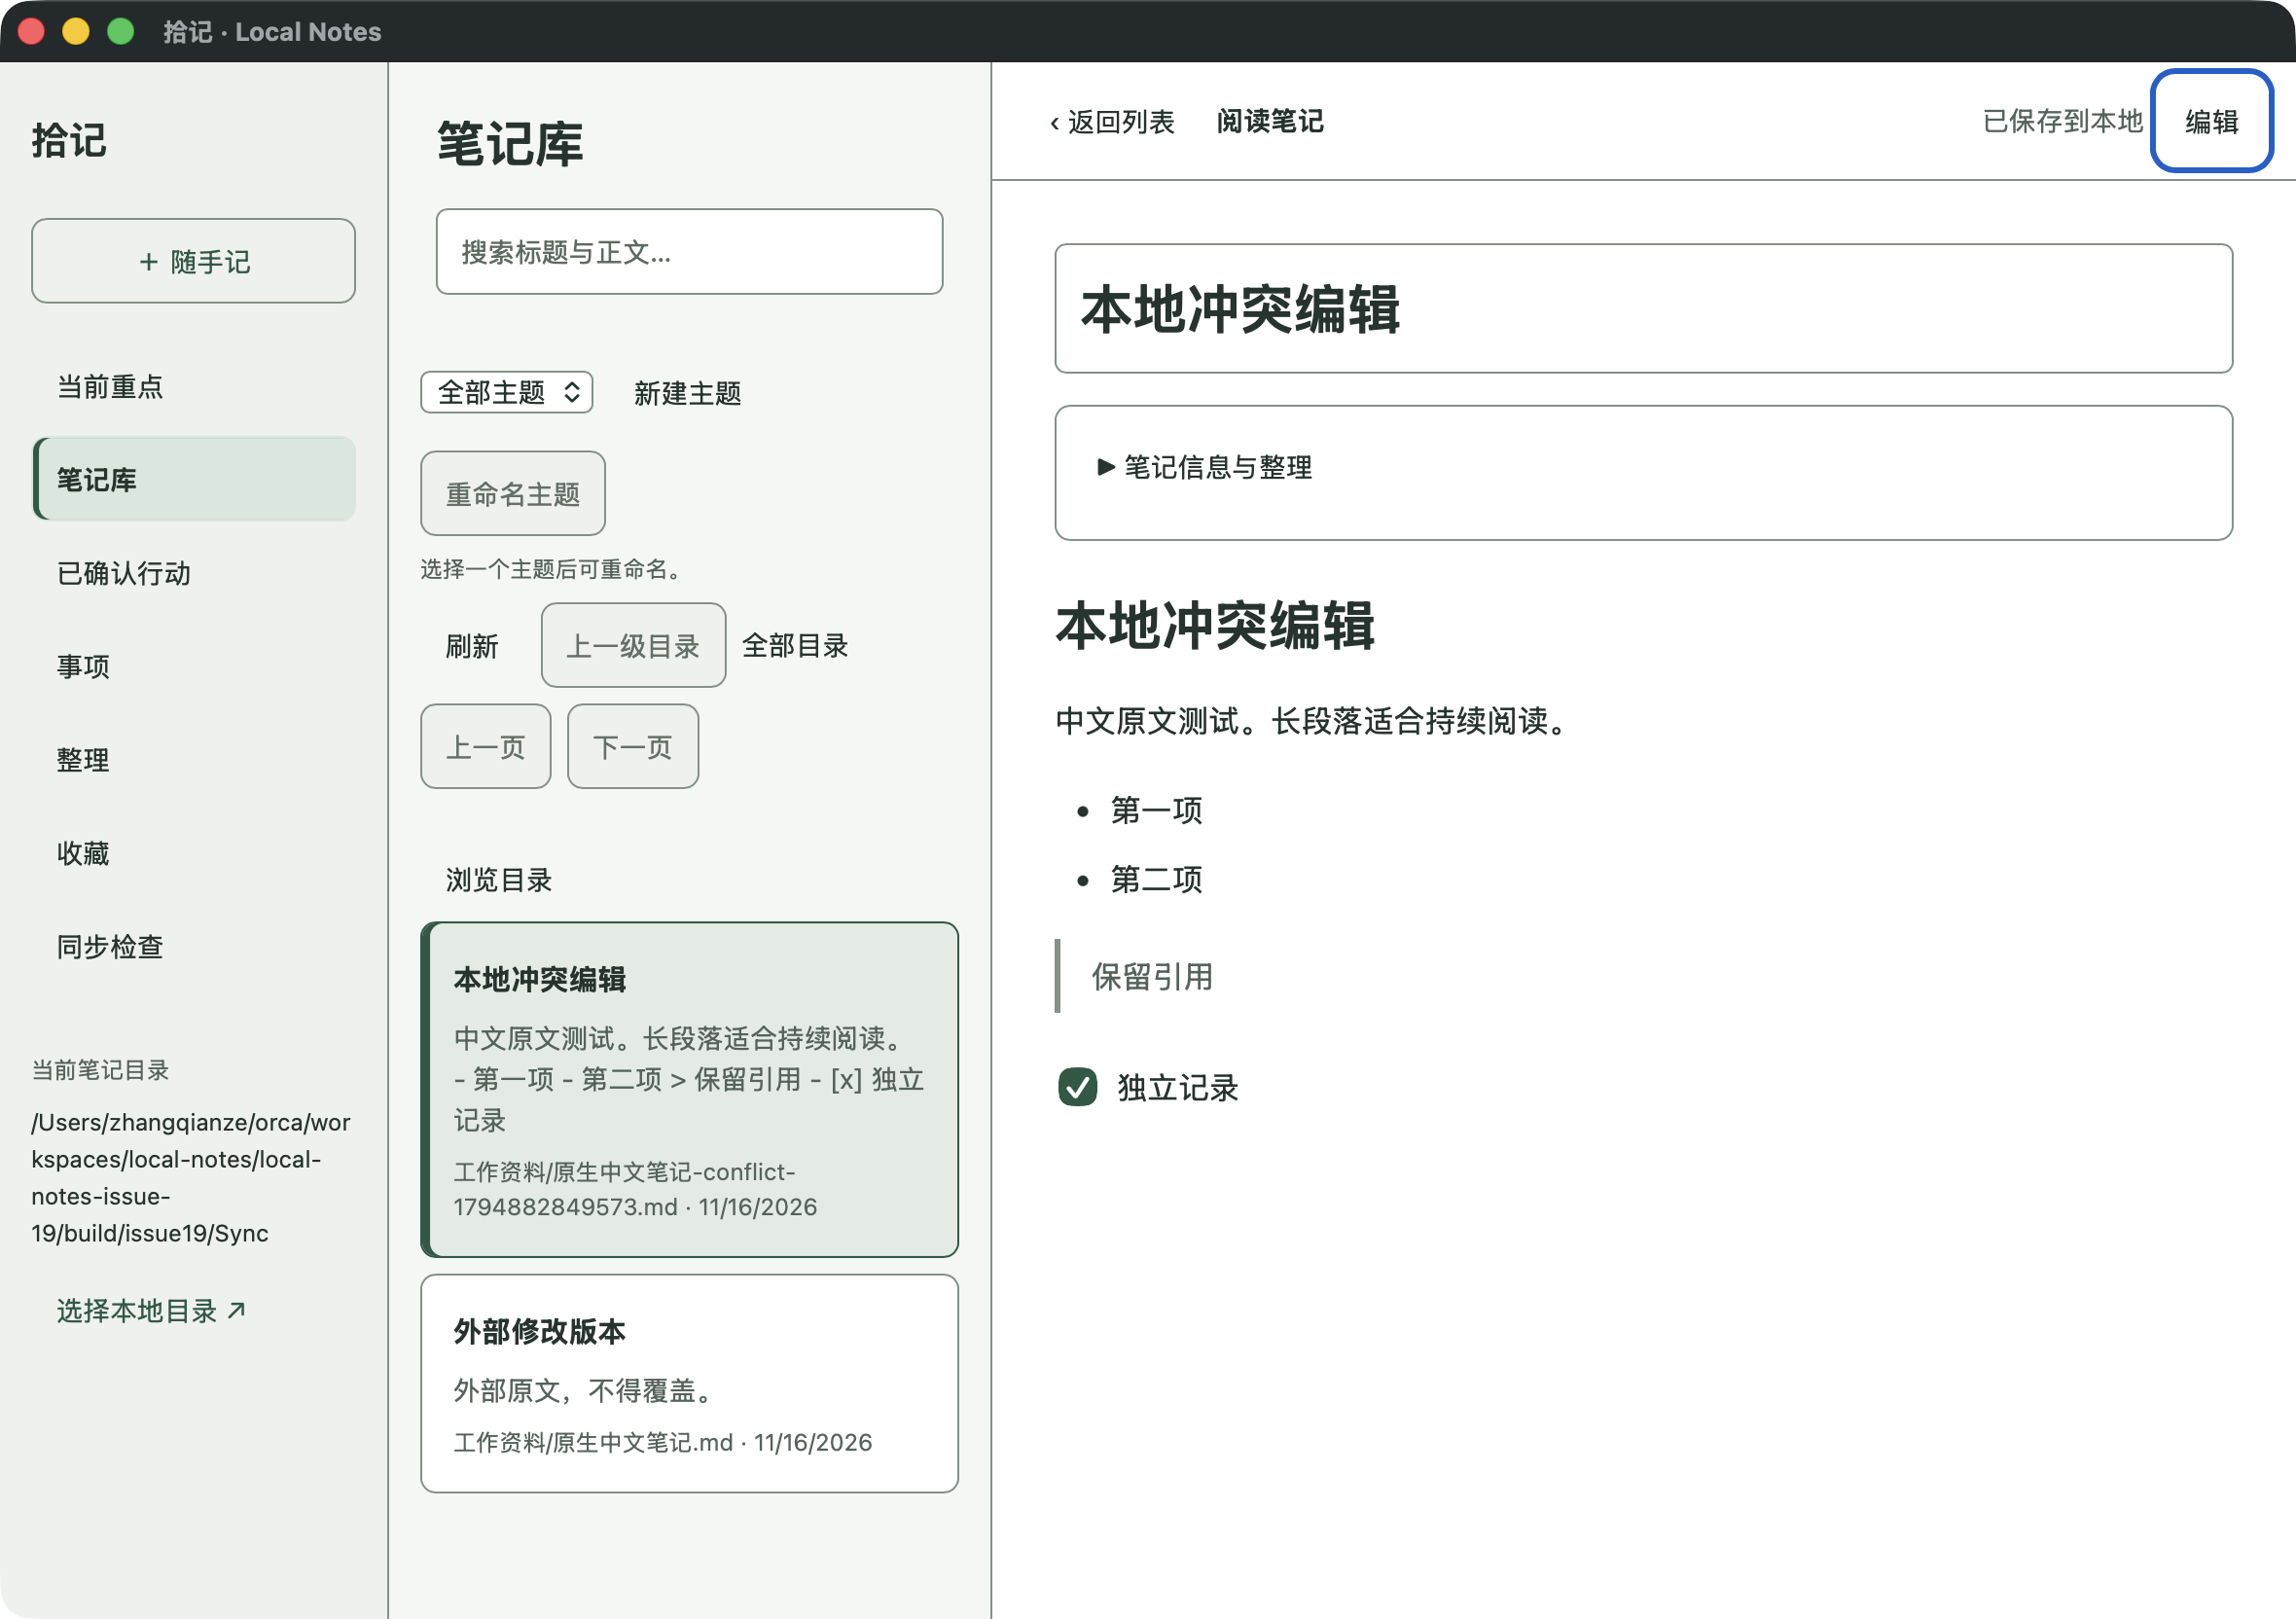 拾记 · Local Notes
拾记
+ 随手记
当前重点
笔记库
已确认行动
事项
整理
收藏
同步检查
当前笔记目录
/Users/zhangqianze/orca/wor
kspaces/local-notes/local-
notes-issue-
19/build/issue19/Sync
选择本地目录 ↗
笔记库
搜索标题与正文...
全部主题
新建主题
重命名主题
选择一个主题后可重命名。
刷新
上一级目录
全部目录
上一页
下一页
浏览目录
本地冲突编辑
中文原文测试。长段落适合持续阅读。
- 第一项 - 第二项 > 保留引用 - [x] 独立
记录
工作资料/原生中文笔记-conflict-
1794882849573.md · 11/16/2026
外部修改版本
外部原文，不得覆盖。
工作资料/原生中文笔记.md · 11/16/2026
‹ 返回列表
阅读笔记
已保存到本地
编辑
本地冲突编辑
▶ 笔记信息与整理
本地冲突编辑
中文原文测试。长段落适合持续阅读。
• 第一项
• 第二项
保留引用
独立记录